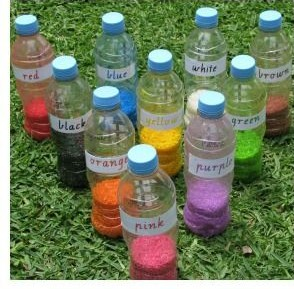 red
blue
white
brown
black
yellow
green
orange
purple
pink